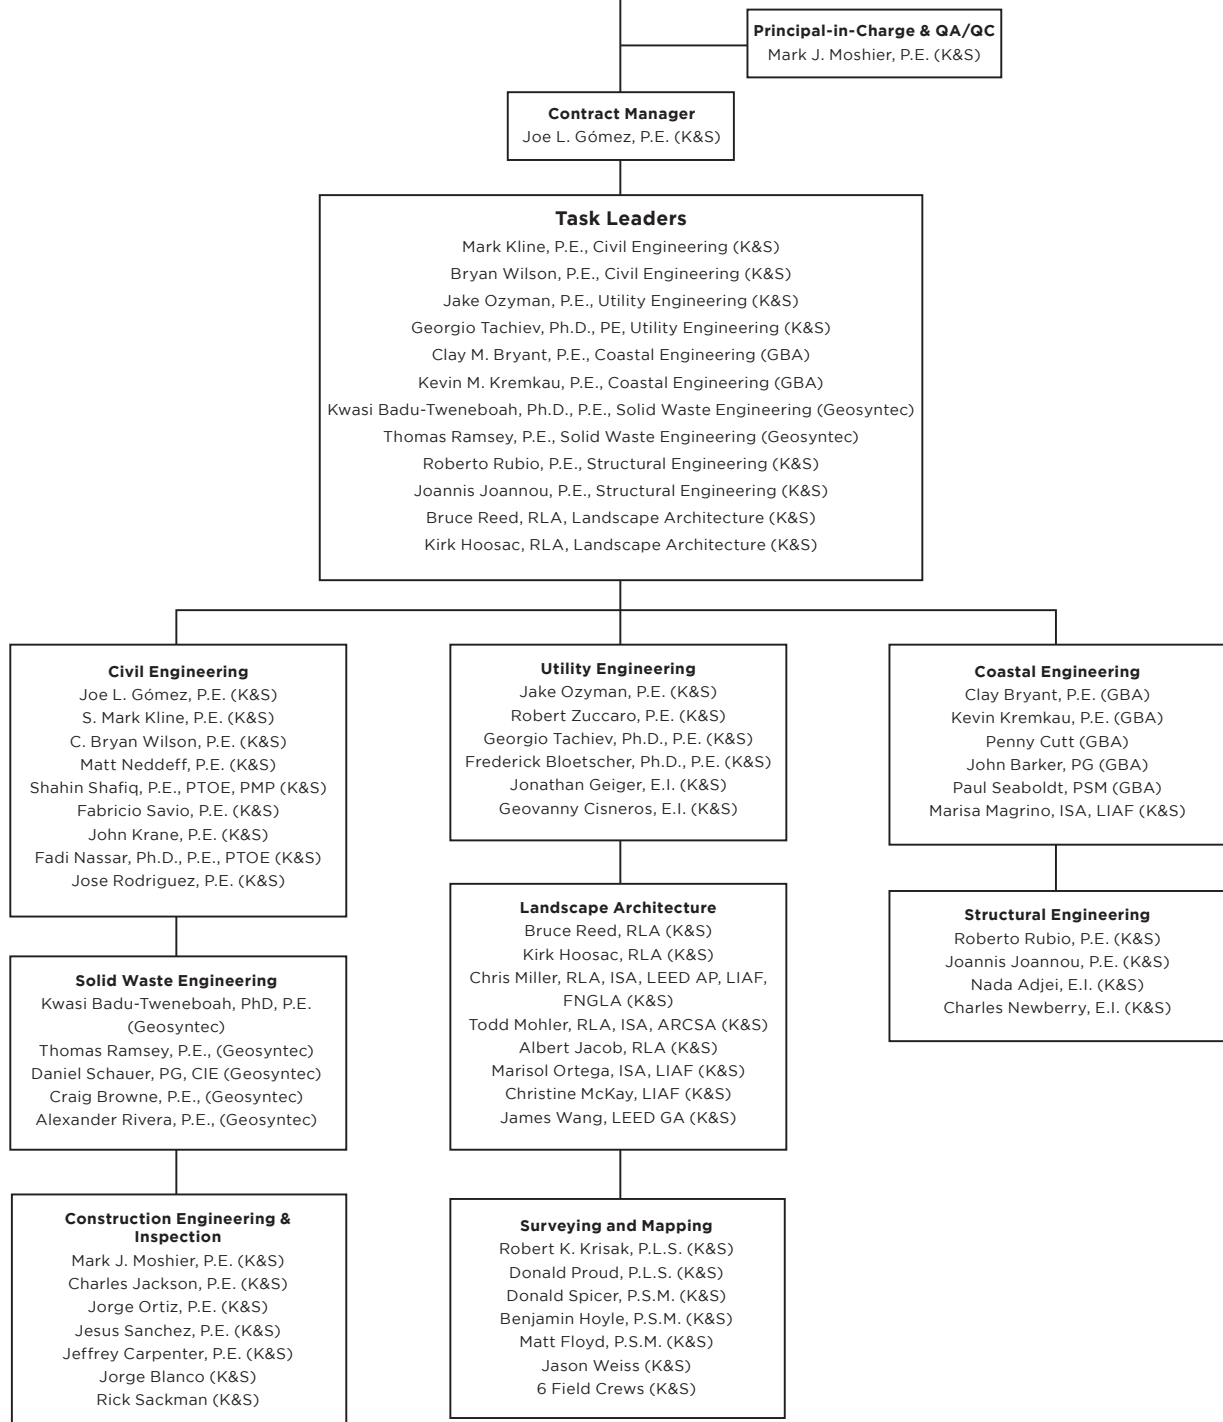 Principal-in-Charge & QA/QC
Mark J. Moshier, P.E. (K&S)
Contract Manager
Joe L. Gómez, P.E. (K&S)
Task Leaders
Mark Kline, P.E., Civil Engineering (K&S)
Bryan Wilson, P.E., Civil Engineering (K&S)
Jake Ozyman, P.E., Utility Engineering (K&S)
Georgio Tachiev, Ph.D., PE, Utility Engineering (K&S)
Clay M. Bryant, P.E., Coastal Engineering (GBA)
Kevin M. Kremkau, P.E., Coastal Engineering (GBA)
Kwasi Badu-Tweneboah, Ph.D., P.E., Solid Waste Engineering (Geosyntec)
Thomas Ramsey, P.E., Solid Waste Engineering (Geosyntec)
Roberto Rubio, P.E., Structural Engineering (K&S)
Joannis Joannou, P.E., Structural Engineering (K&S)
Bruce Reed, RLA, Landscape Architecture (K&S)
Kirk Hoosac, RLA, Landscape Architecture (K&S)
Civil Engineering
Joe L. Gómez, P.E. (K&S)
S. Mark Kline, P.E. (K&S)
C. Bryan Wilson, P.E. (K&S)
Matt Neddeff, P.E. (K&S)
Shahin Shafiq, P.E., PTOE, PMP (K&S)
Fabricio Savio, P.E. (K&S)
John Krane, P.E. (K&S)
Fadi Nassar, Ph.D., P.E., PTOE (K&S)
Jose Rodriguez, P.E. (K&S)
Utility Engineering
Jake Ozyman, P.E. (K&S)
Robert Zuccaro, P.E. (K&S)
Georgio Tachiev, Ph.D., P.E. (K&S)
Frederick Bloetscher, Ph.D., P.E. (K&S)
Jonathan Geiger, E.I. (K&S)
Geovanny Cisneros, E.I. (K&S)
Coastal Engineering
Clay Bryant, P.E. (GBA)
Kevin Kremkau, P.E. (GBA)
Penny Cutt (GBA)
John Barker, PG (GBA)
Paul Seaboldt, PSM (GBA)
Marisa Magrino, ISA, LIAF (K&S)
Solid Waste Engineering
Kwasi Badu-Tweneboah, PhD, P.E.
(Geosyntec)
Thomas Ramsey, P.E., (Geosyntec)
Daniel Schauer, PG, CIE (Geosyntec)
Craig Browne, P.E., (Geosyntec)
Alexander Rivera, P.E., (Geosyntec)
Landscape Architecture
Bruce Reed, RLA (K&S)
Kirk Hoosac, RLA (K&S)
Chris Miller, RLA, ISA, LEED AP, LIAF,
FNGLA (K&S)
Todd Mohler, RLA, ISA, ARCSA (K&S)
Albert Jacob, RLA (K&S)
Marisol Ortega, ISA, LIAF (K&S)
Christine McKay, LIAF (K&S)
James Wang, LEED GA (K&S)
Structural Engineering
Roberto Rubio, P.E. (K&S)
Joannis Joannou, P.E. (K&S)
Nada Adjei, E.I. (K&S)
Charles Newberry, E.I. (K&S)
Construction Engineering &
Inspection
Mark J. Moshier, P.E. (K&S)
Charles Jackson, P.E. (K&S)
Jorge Ortiz, P.E. (K&S)
Jesus Sanchez, P.E. (K&S)
Jeffrey Carpenter, P.E. (K&S)
Jorge Blanco (K&S)
Rick Sackman (K&S)
Surveying and Mapping
Robert K. Krisak, P.L.S. (K&S)
Donald Proud, P.L.S. (K&S)
Donald Spicer, P.S.M. (K&S)
Benjamin Hoyle, P.S.M. (K&S)
Matt Floyd, P.S.M. (K&S)
Jason Weiss (K&S)
6 Field Crews (K&S)